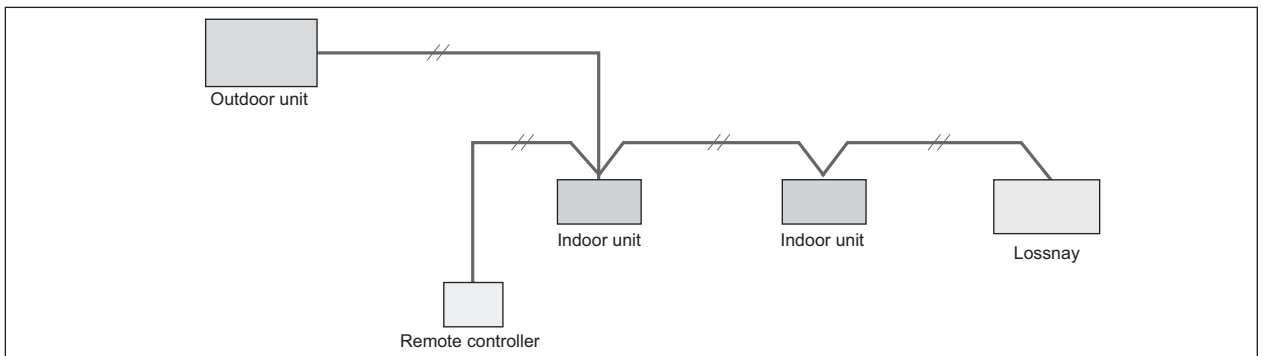 Outdoor unit
Indoor unit
Indoor unit
Lossnay
Remote controller